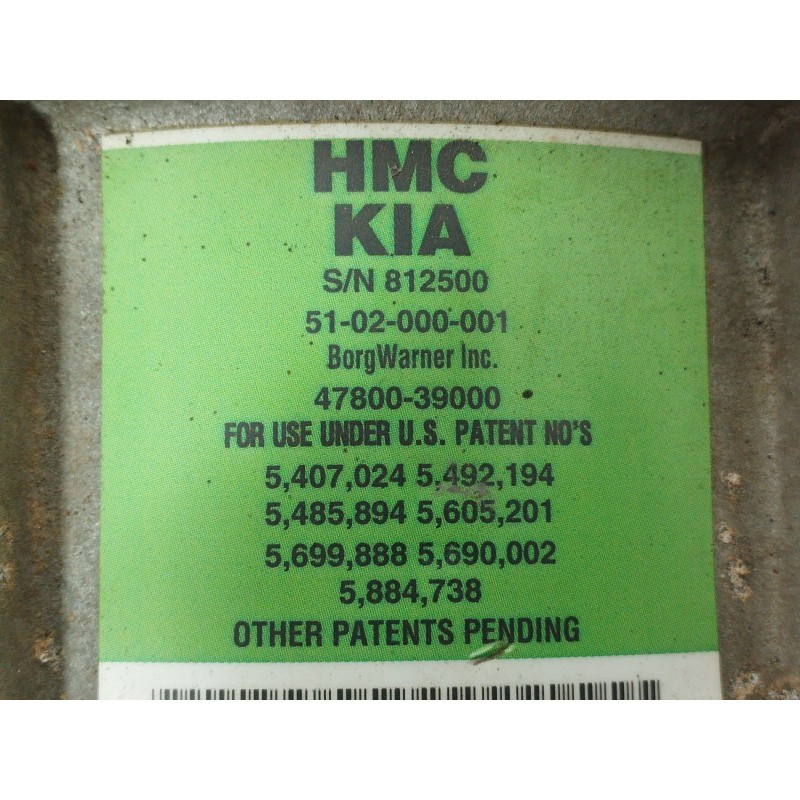 HMC
KIA
S/N 812500
51-02-000-001
BorgWarner Inc.
47800-39000
FOR USE UNDER U.S. PATENT NO'S
5,407,024 5,492,194
5,485,894 5,605,201
5,699,888 5,690,002
5,884,738
OTHER PATENTS PENDING